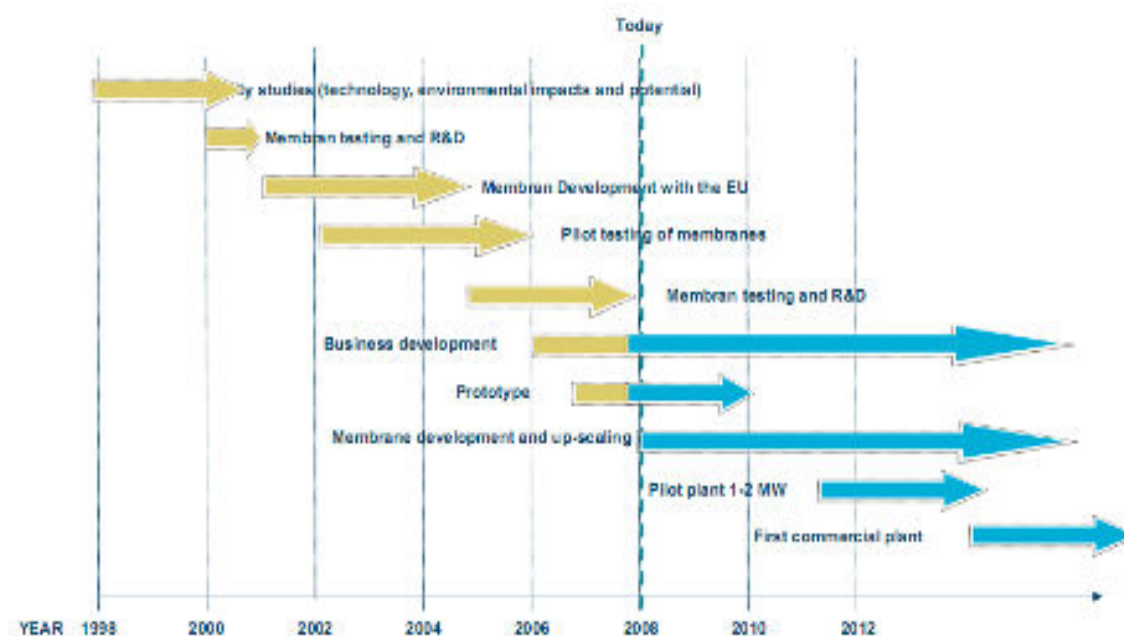 Today
by studies (technology, environmental impacts and potential)
Membran testing and R&D
Membran Development with the EU
Pilot testing of membranes
Membran testing and R&D
Business development
Prototype
Membrane development and up-scaling
Pilot plant 1-2 MW
First commercial plant
YEAR 1998 2000 2002 2004 2006 2008 2010 2012